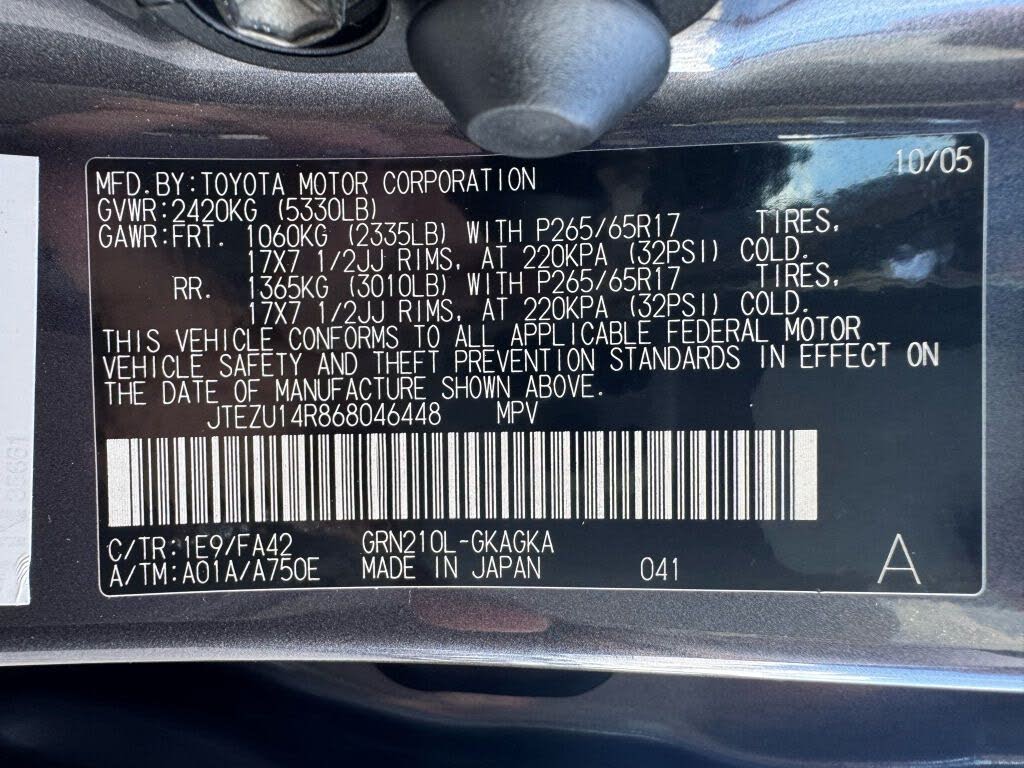 10/05
MFD.BY:TOYOTA MOTOR CORPORATION
GVWR:2420KG (5330LB)
GAWR:FRT. 1060KG (2335LB) WITH P265/65R17 TIRES,
17X7 1/2JJ RIMS, AT 220KPA (32PSI) COLD.
RR. 1365KG (3010LB) WITH P265/65R17 TIRES,
17X7 1/2JJ RIMS, AT 220KPA (32PSI) COLD.
THIS VEHICLE CONFORMS TO ALL APPLICABLE FEDERAL MOTOR
VEHICLE SAFETY AND THEFT PREVENTION STANDARDS IN EFFECT ON
THE DATE OF MANUFACTURE SHOWN ABOVE.
JTEZU14R868046448 MPV
C/TR:1E9/FA42 GRN210L-GKAGKA
A/TM:A01A/A750E MADE IN JAPAN 041 A